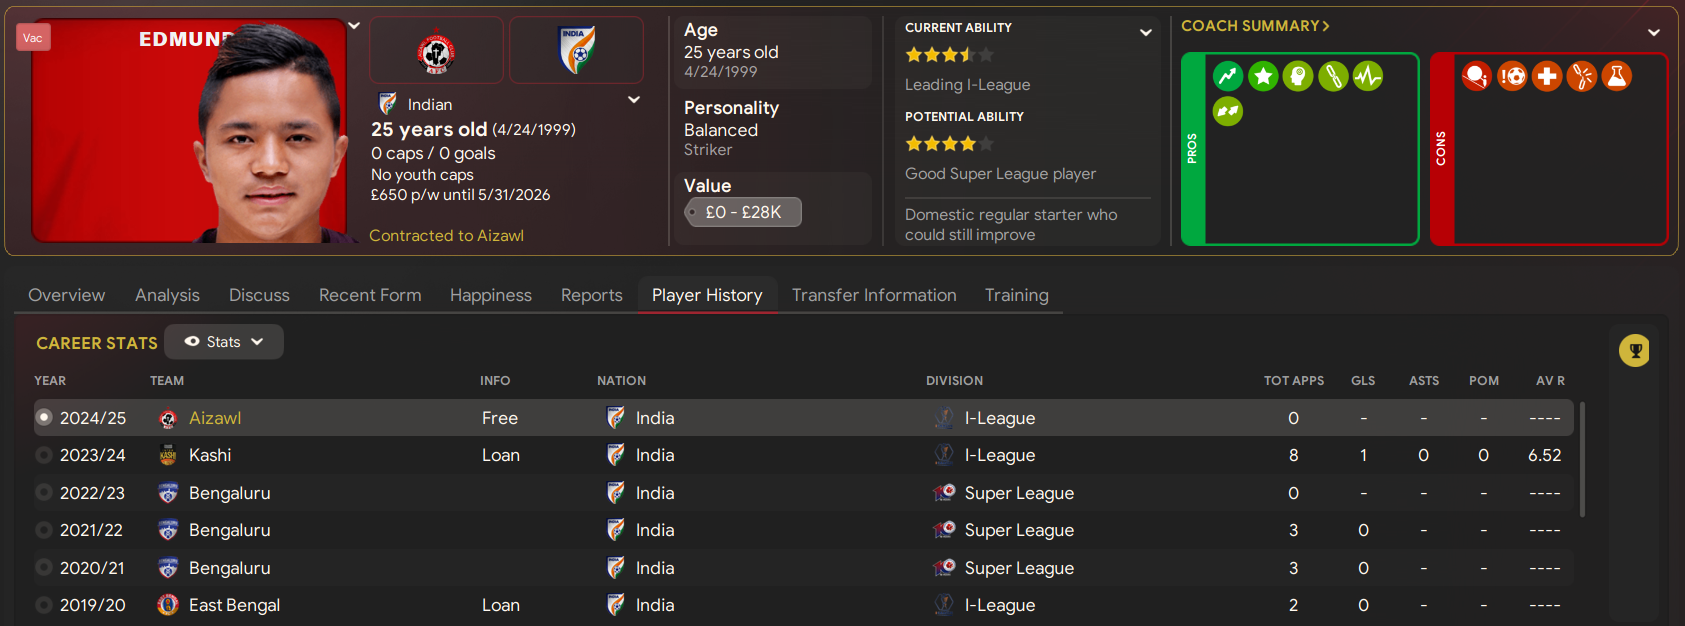 Vac
EDMUND
INDIA
Indian
25 years old (4/24/1999)
0 caps / 0 goals
No youth caps
£650 p/w until 5/31/2026
Contracted to Aizawl
Age
25 years old
4/24/1999
Personality
Balanced
Striker
Value
£0 - £28K
CURRENT ABILITY
Leading I-League
POTENTIAL ABILITY
Good Super League player
Domestic regular starter who
could still improve
COACH SUMMARY
PROS
CONS
Overview Analysis Discuss Recent Form Happiness Reports Player History Transfer Information Training
CAREER STATS Stats
YEAR TEAM INFO NATION DIVISION TOT APPS GLS ASTS POM AV R
2024/25 Aizawl Free India I-League 0 - - - ----
2023/24 Kashi Loan India I-League 8 1 0 0 6.52
2022/23 Bengaluru India Super League 0 - - - ----
2021/22 Bengaluru India Super League 3 0 - - ----
2020/21 Bengaluru India Super League 3 0 - - ----
2019/20 East Bengal Loan India I-League 2 0 - - ----